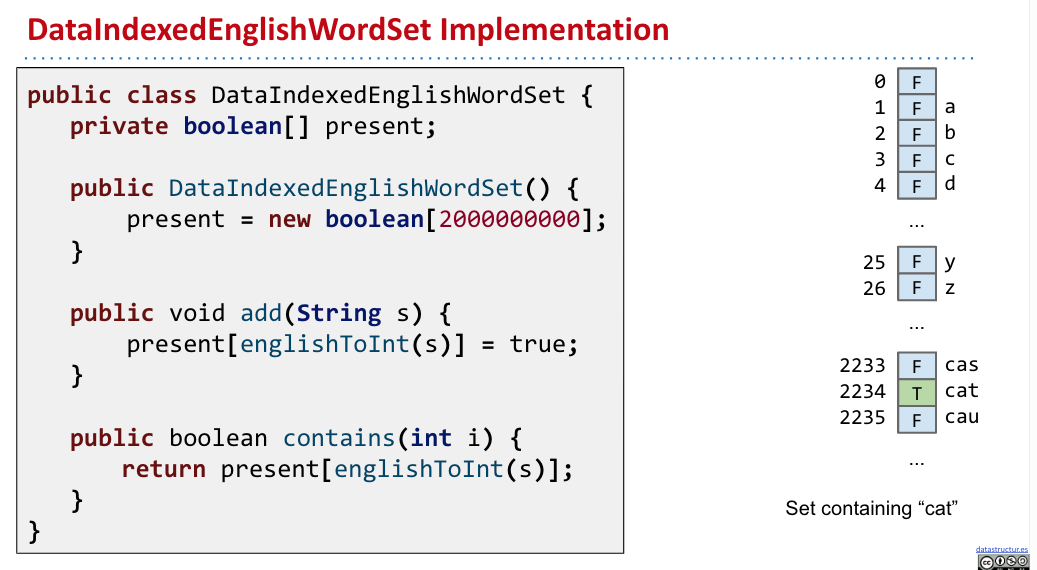 DataIndexedEnglishWordSet Implementation
public class DataIndexedEnglishWordSet {
private boolean[] present;
public DataIndexedEnglishWordSet() {
present = new boolean[2000000000];
}
public void add(String s) {
present[englishToInt(s)] = true;
}
public boolean contains(int i) {
return present[englishToInt(s)];
}
}
0 F
1 F a
2 F b
3 F c
4 F d
...
25 F y
26 F z
...
2233 F cas
2234 T cat
2235 F cau
...
Set containing “cat”
datastructur.es